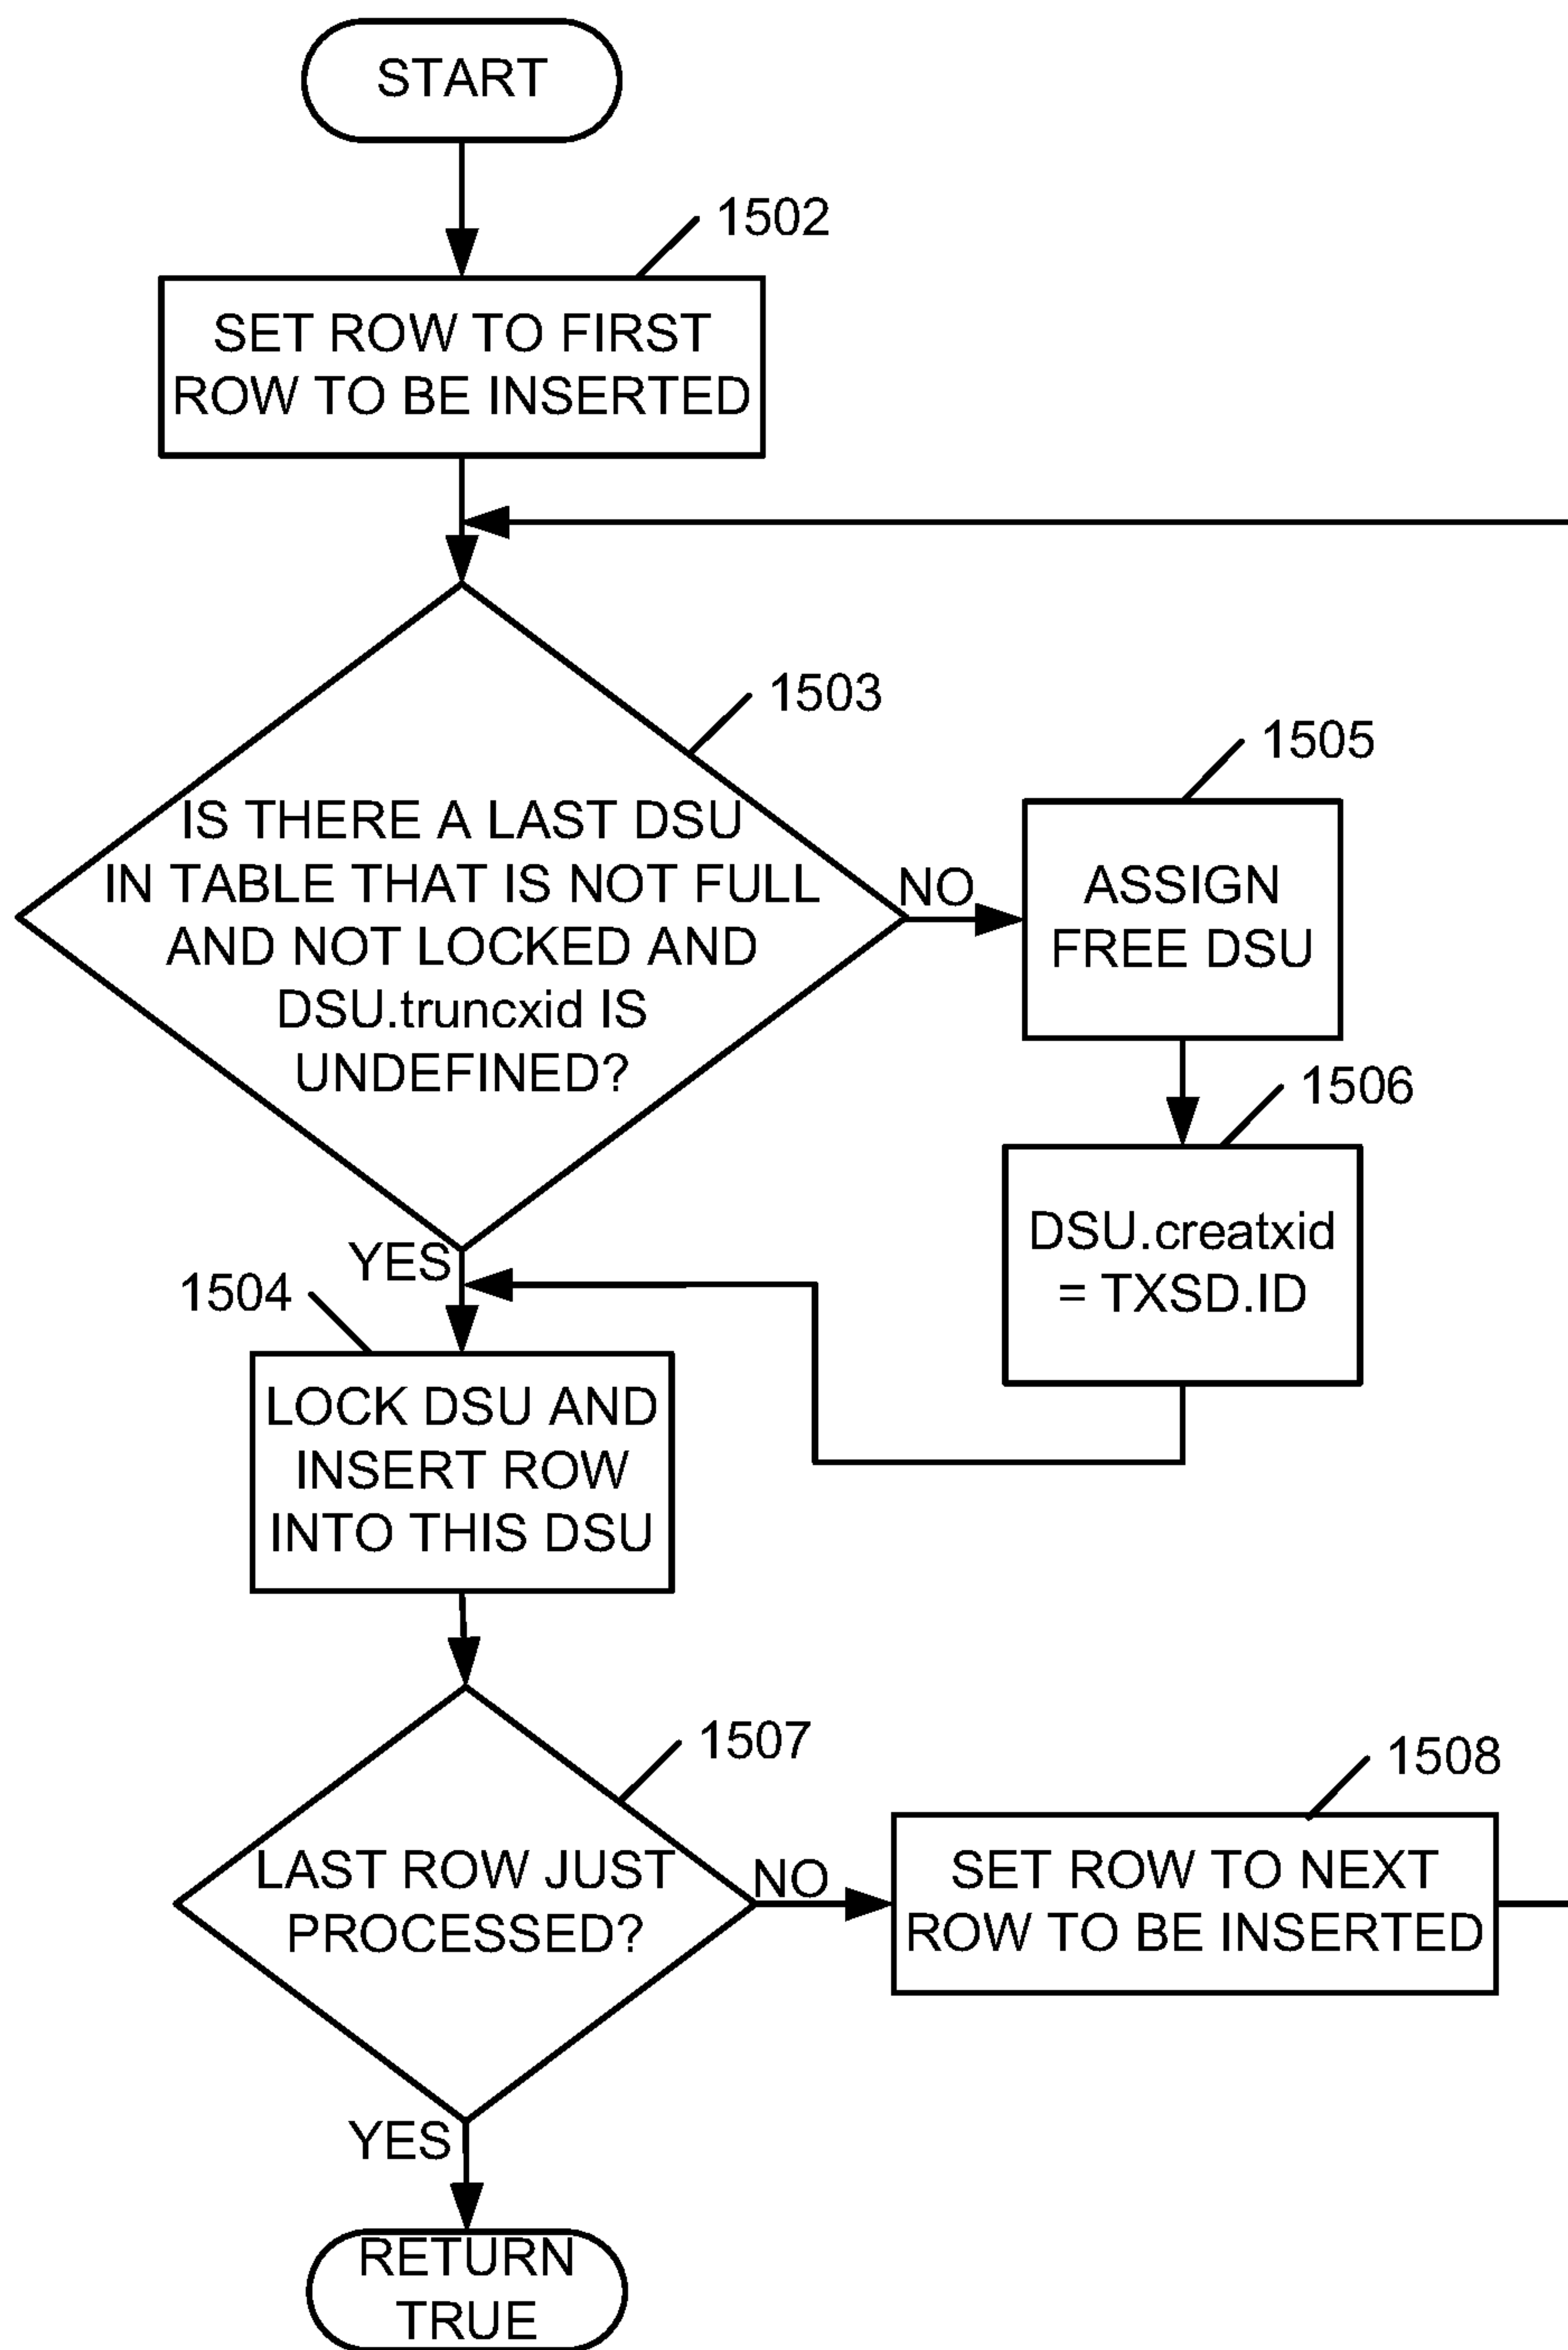 START
1502
SET ROW TO FIRST
ROW TO BE INSERTED
1503
IS THERE A LAST DSU
IN TABLE THAT IS NOT FULL
AND NOT LOCKED AND
DSU.truncxid IS
UNDEFINED?
NO
1505
ASSIGN
FREE DSU
1506
DSU.creatxid
= TXSD.ID
YES
1504
LOCK DSU AND
INSERT ROW
INTO THIS DSU
1507
LAST ROW JUST
PROCESSED?
NO
1508
SET ROW TO NEXT
ROW TO BE INSERTED
YES
RETURN
TRUE